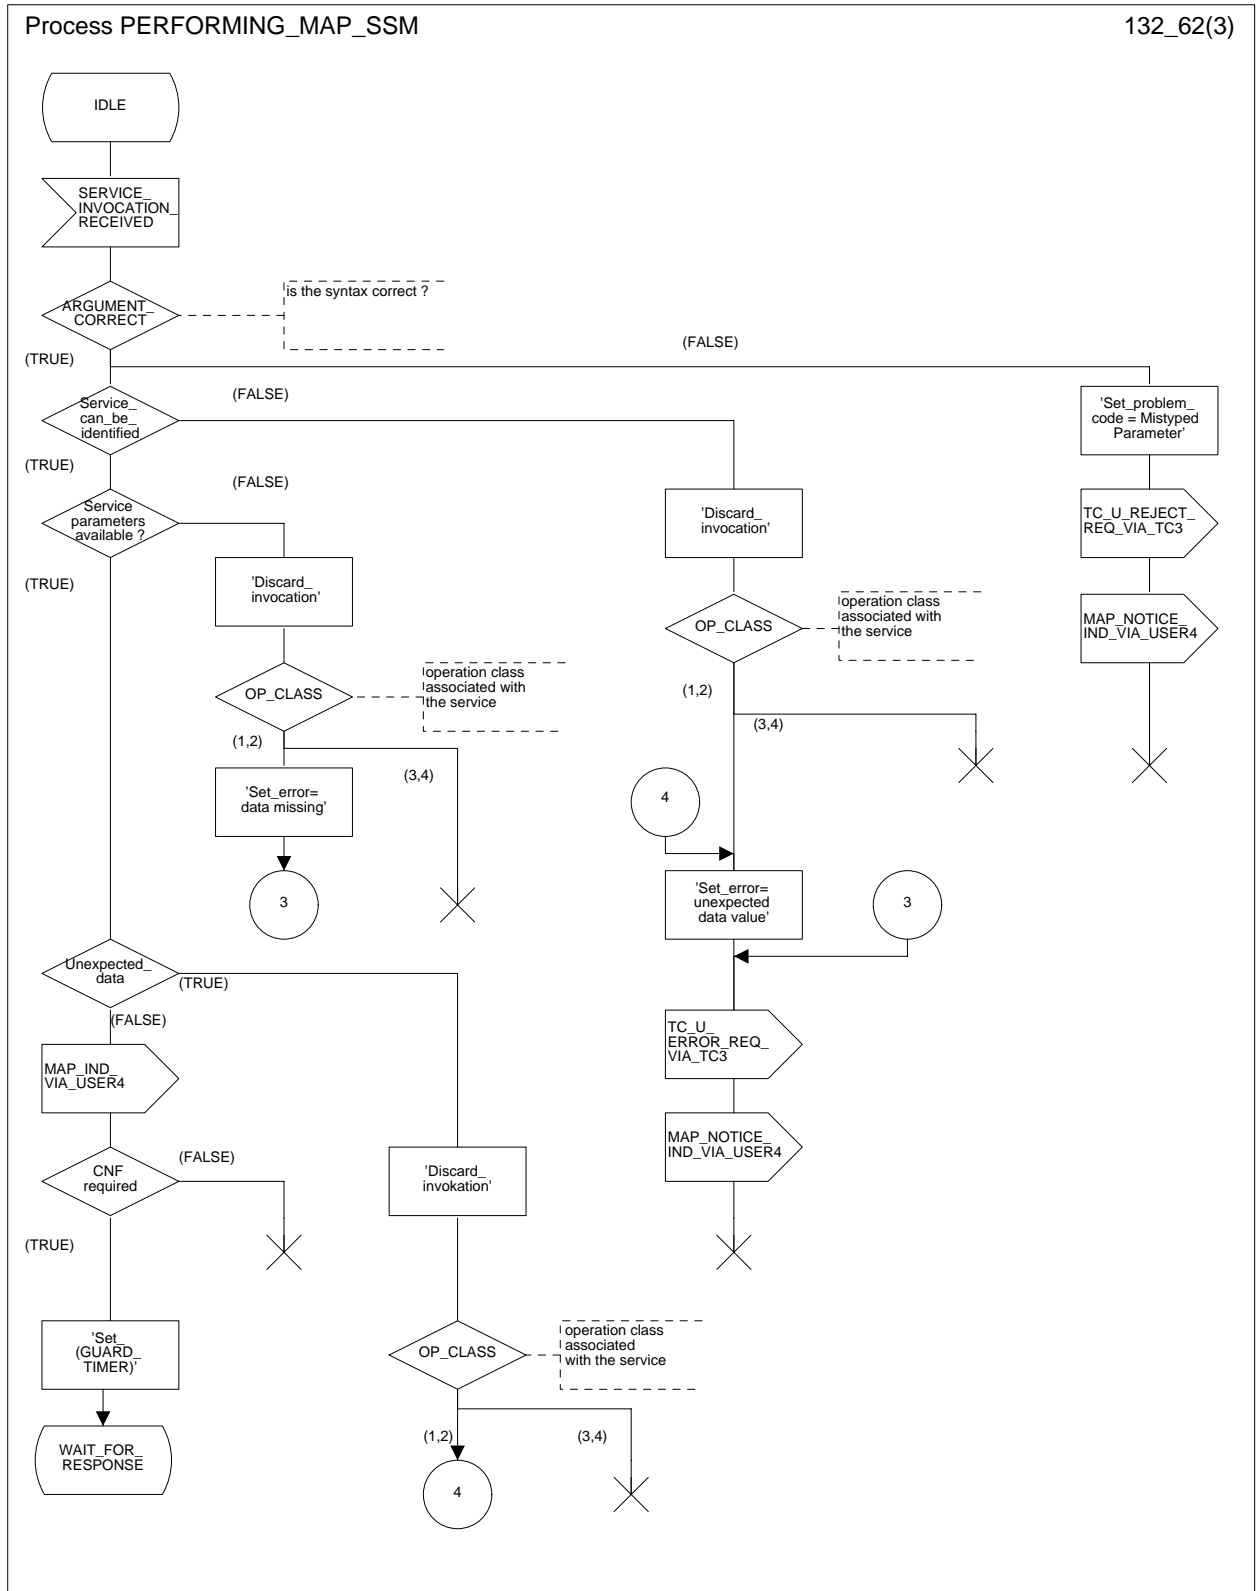 Process PERFORMING_MAP_SSM
132_62(3)
IDLE
SERVICE_
INVOCATION_
RECEIVED
ARGUMENT_
CORRECT
is the syntax correct ?
(TRUE)
(FALSE)
Service_
can_be_
identified
(FALSE)
'Set_problem_
code = Mistyped
Parameter'
(TRUE)
Service
parameters
available ?
(FALSE)
'Discard_
invocation'
TC_U_REJECT_
REQ_VIA_TC3
(TRUE)
'Discard_
invocation'
OP_CLASS
operation class
associated with
the service
MAP_NOTICE_
IND_VIA_USER4
OP_CLASS
operation class
associated with
the service
(1,2)
(3,4)
(1,2)
(3,4)
'Set_error=
data missing'
4
3
'Set_error=
unexpected
data value'
3
Unexpected_
data
(TRUE)
(FALSE)
MAP_IND_
VIA_USER4
TC_U_
ERROR_REQ_
VIA_TC3
MAP_NOTICE_
IND_VIA_USER4
CNF
required
(FALSE)
'Discard_
invokation'
(TRUE)
'Set_
(GUARD_
TIMER)'
OP_CLASS
operation class
associated
with the service
(1,2)
(3,4)
WAIT_FOR_
RESPONSE
4